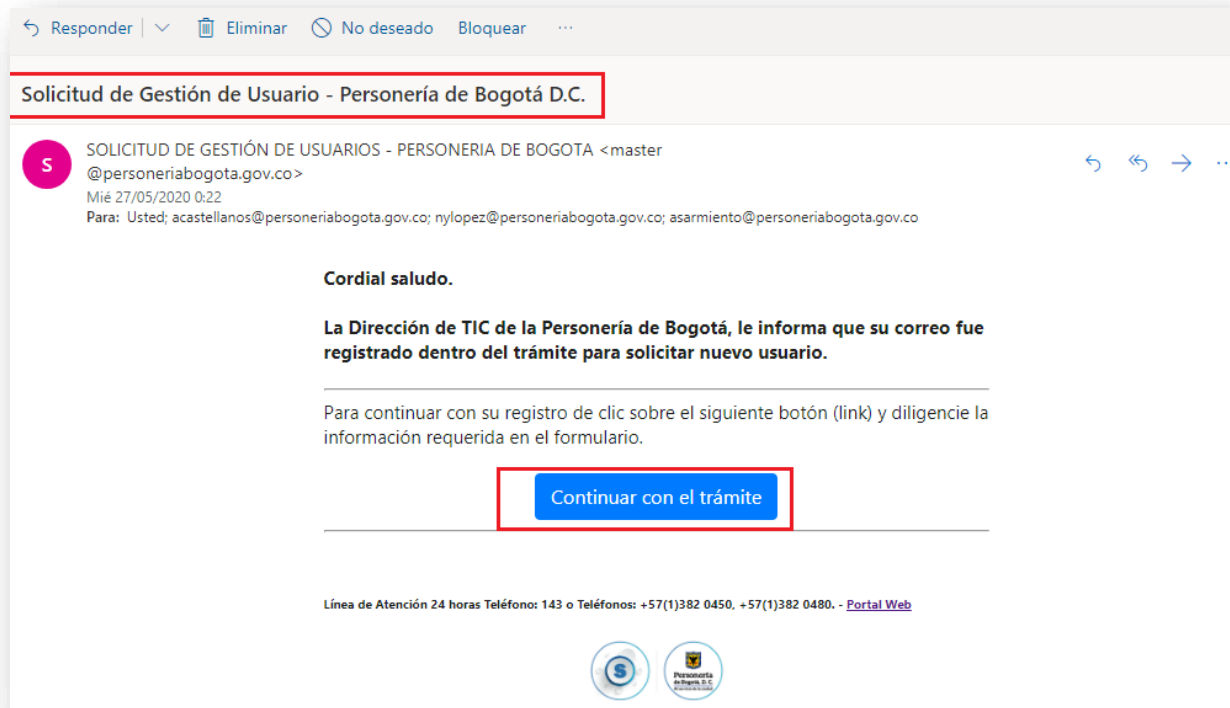 Responder
Eliminar
No deseado
Bloquear
Solicitud de Gestión de Usuario - Personería de Bogotá D.C.
S
SOLICITUD DE GESTIÓN DE USUARIOS - PERSONERIA DE BOGOTA <master
@personeriabogota.gov.co>
Mié 27/05/2020 0:22
Para: Usted; acastellanos@personeriabogota.gov.co; nylopez@personeriabogota.gov.co; asarmiento@personeriabogota.gov.co
Cordial saludo.
La Dirección de TIC de la Personería de Bogotá, le informa que su correo fue
registrado dentro del trámite para solicitar nuevo usuario.
Para continuar con su registro de clic sobre el siguiente botón (link) y diligencie la
información requerida en el formulario.
Continuar con el trámite
Línea de Atención 24 horas Teléfono: 143 o Teléfonos: +57(1)382 0450, +57(1)382 0480. - Portal Web
S
Personería
de Bogotá, D. C.